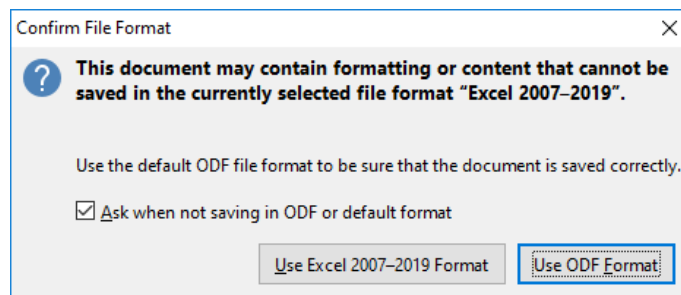 Confirm File Format
This document may contain formatting or content that cannot be
saved in the currently selected file format “Excel 2007–2019”.
Use the default ODF file format to be sure that the document is saved correctly.
Ask when not saving in ODF or default format
Use Excel 2007–2019 Format
Use ODF Format